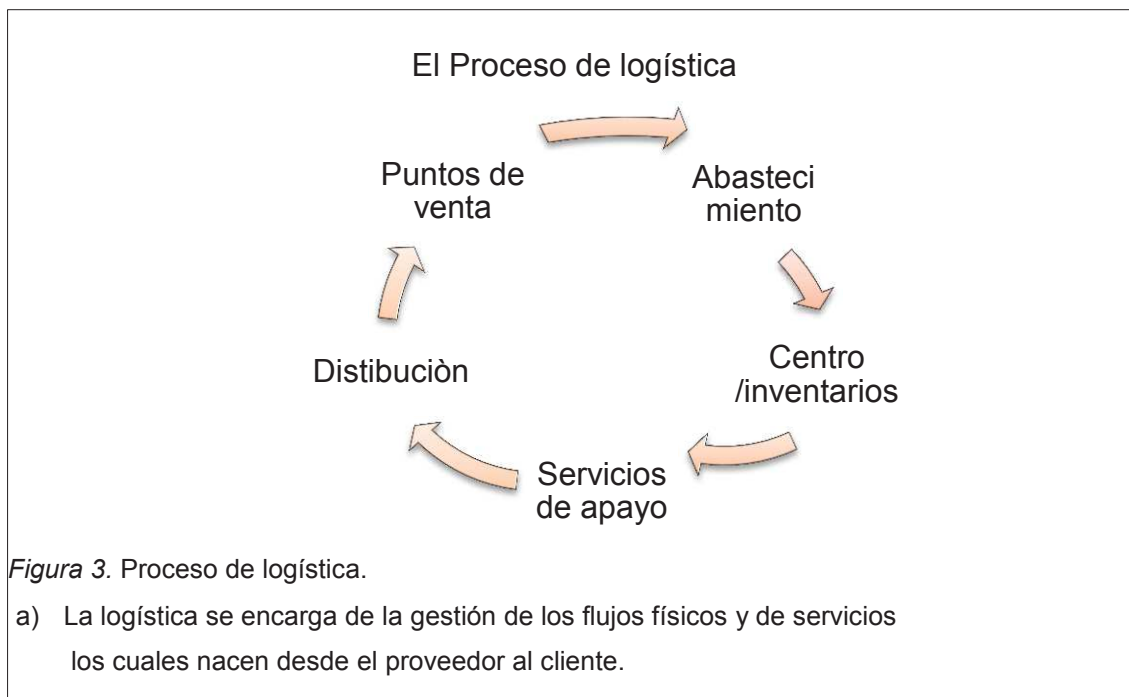 El Proceso de logística
Puntos de
venta
Abasteci
miento
Centro
/inventarios
Servicios
de apayo
Distibuciòn
Figura 3. Proceso de logística.
a) La logística se encarga de la gestión de los flujos físicos y de servicios
los cuales nacen desde el proveedor al cliente.